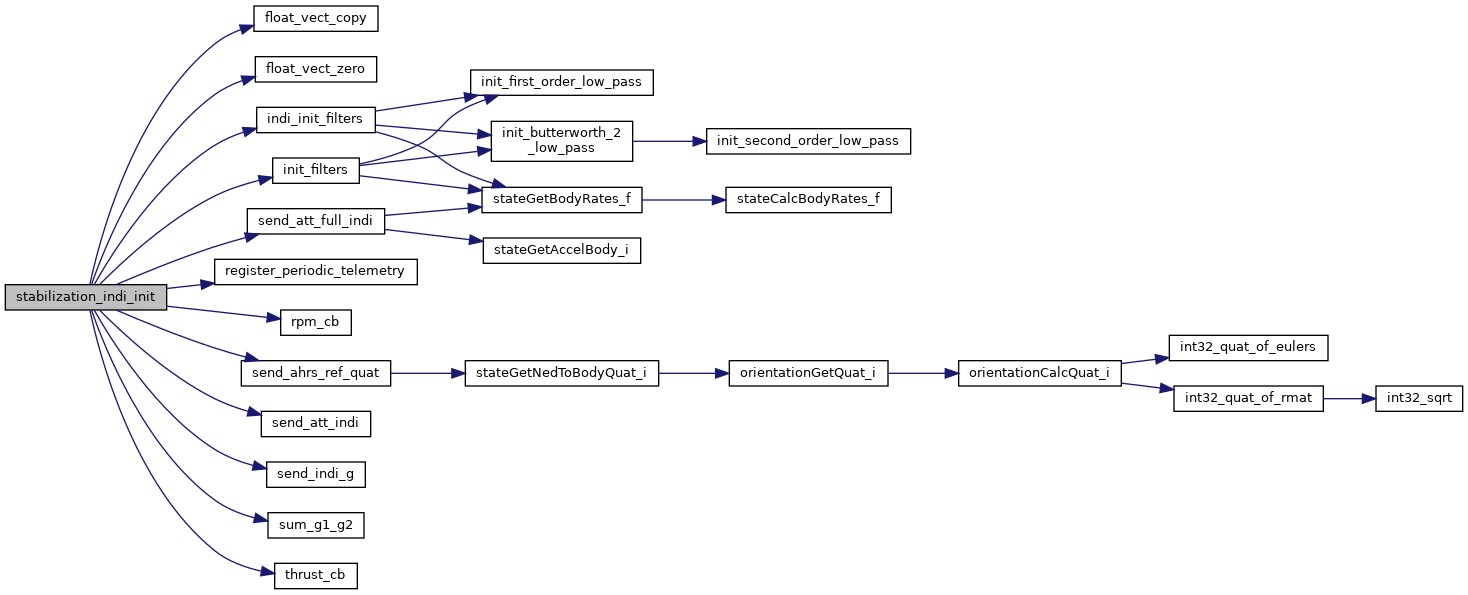 float_vect_copy
float_vect_zero
init_first_order_low_pass
indi_init_filters
init_butterworth_2
_low_pass
init_second_order_low_pass
init_filters
stateGetBodyRates_f
stateCalcBodyRates_f
send_att_full_indi
stateGetAccelBody_i
register_periodic_telemetry
stabilization_indi_init
rpm_cb
int32_quat_of_eulers
send_ahrs_ref_quat
stateGetNedToBodyQuat_i
orientationGetQuat_i
orientationCalcQuat_i
int32_quat_of_rmat
int32_sqrt
send_att_indi
send_indi_g
sum_g1_g2
thrust_cb